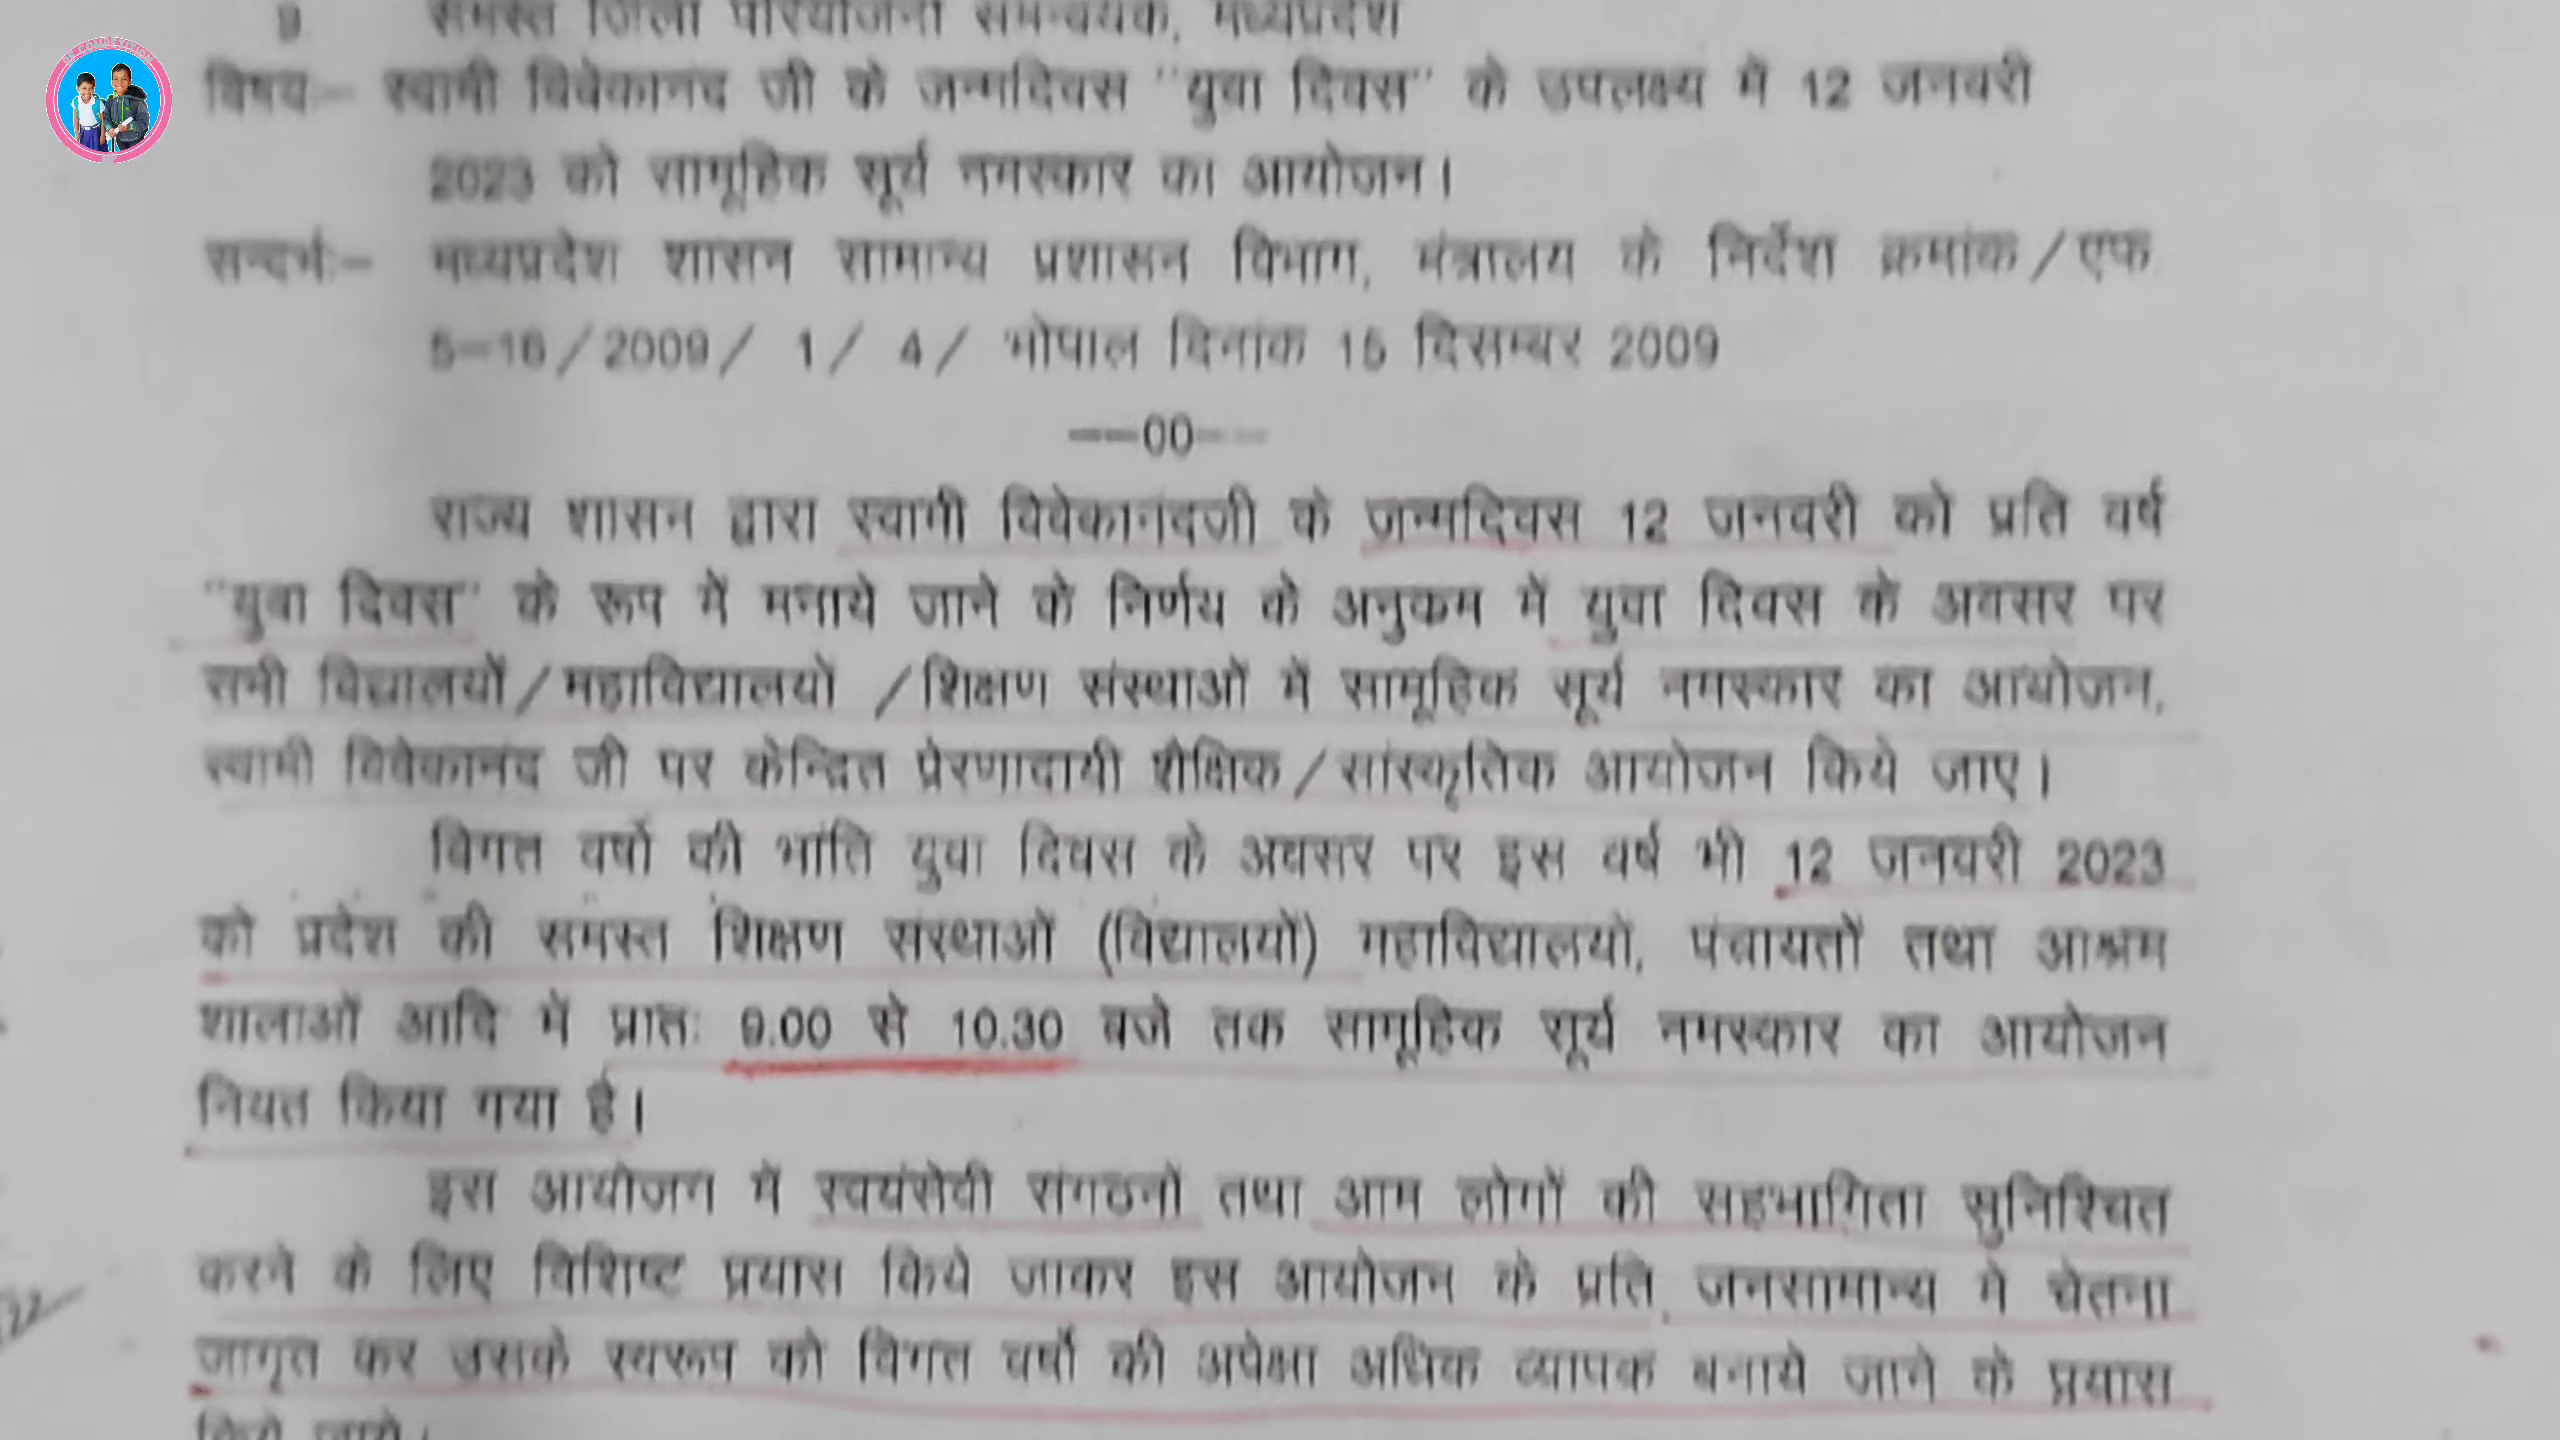 9 समस्त जिला परियोजना समन्वयक, मध्यप्रदेश
विषय:- स्वामी विवेकानंद जी के जन्मदिवस "युवा दिवस" के उपलक्ष्य में 12 जनवरी
2023 को सामूहिक सूर्य नमस्कार का आयोजन।
सन्दर्भ:- मध्यप्रदेश शासन सामान्य प्रशासन विभाग, मंत्रालय के निर्देश क्रमांक/एफ
5-16/2009/ 1/ 4/ भोपाल दिनांक 15 दिसम्बर 2009
--00--
राज्य शासन द्वारा स्वामी विवेकानंदजी के जन्मदिवस 12 जनवरी को प्रति वर्ष
"युवा दिवस" के रूप में मनाये जाने के निर्णय के अनुकम में युवा दिवस के अवसर पर
सभी विद्यालयों/महाविद्यालयों /शिक्षण संस्थाओं में सामूहिक सूर्य नमस्कार का आयोजन,
स्वामी विवेकानंद जी पर केन्द्रित प्रेरणादायी शैक्षिक/सांस्कृतिक आयोजन किये जाए।
विगत वर्षो की भांति युवा दिवस के अवसर पर इस वर्ष भी 12 जनवरी 2023
को प्रदेश की समस्त शिक्षण संस्थाओं (विद्यालयों) महाविद्यालयों, पंचायतों तथा आश्रम
शालाओं आदि में प्रातः 9.00 से 10.30 बजे तक सामूहिक सूर्य नमस्कार का आयोजन
नियत किया गया है।
इस आयोजन में स्वयंसेवी संगठनों तथा आम लोगों की सहभागिता सुनिश्चित
करने के लिए विशिष्ट प्रयास किये जाकर इस आयोजन के प्रति जनसामान्य मे चेतना
जागृत कर उसके स्वरूप को विगत वर्षो की अपेक्षा अधिक व्यापक बनाये जाने के प्रयास
किये जाये।